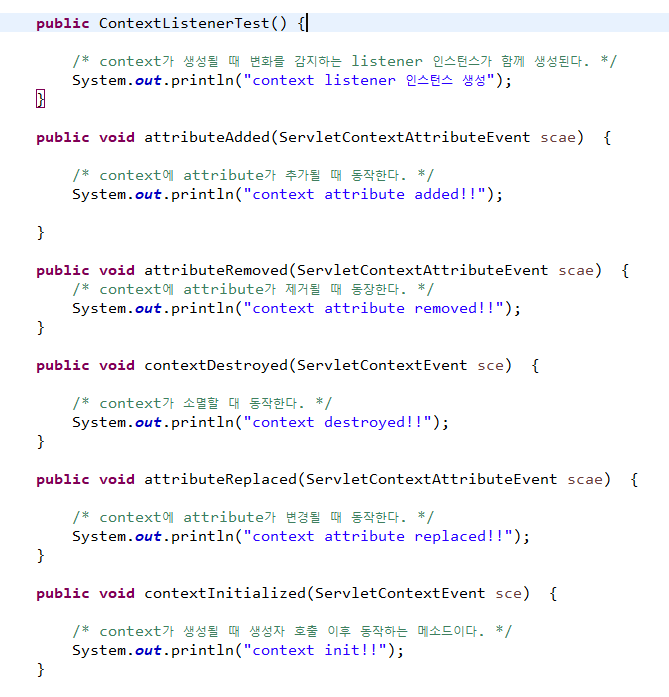 public ContextListenerTest() {
/* context가 생성될 때 변화를 감지하는 listener 인스턴스가 함께 생성된다. */
System.out.println("context listener 인스턴스 생성");
}
public void attributeAdded(ServletContextAttributeEvent scae)  {
/* context에 attribute가 추가될 때 동작한다. */
System.out.println("context attribute added!!");
}
public void attributeRemoved(ServletContextAttributeEvent scae)  {
/* context에 attribute가 제거될 때 동장한다. */
System.out.println("context attribute removed!!");
}
public void contextDestroyed(ServletContextEvent sce)  {
/* context가 소멸할 대 동작한다. */
System.out.println("context destroyed!!");
}
public void attributeReplaced(ServletContextAttributeEvent scae)  {
/* context에 attribute가 변경될 때 동작한다. */
System.out.println("context attribute replaced!!");
}
public void contextInitialized(ServletContextEvent sce)  {
/* Context가 생성될 때 생성자 호출 이후 동작하는 메소드이다. */
System.out.println("context init!!");
}